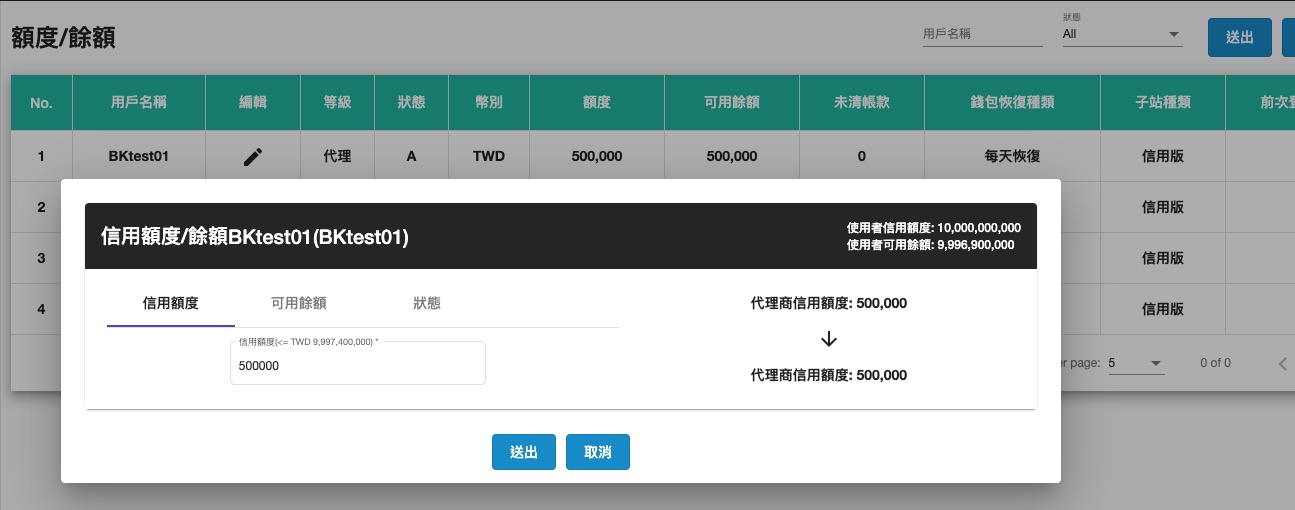 額度/餘額
用戶名稱
狀態
All
送出
No. 用戶名稱 編輯 等級 狀態 幣別 額度 可用餘額 未清帳款 錢包恢復種類 子站種類 前次
1 BKtest01 代理 A TWD 500,000 500,000 0 每天恢復 信用版
2 信用版
3 信用版
4 信用版
信用額度/餘額BKtest01(BKtest01)
使用者信用額度: 10,000,000,000
使用者可用餘額: 9,996,900,000
信用額度 可用餘額 狀態
信用額度(<= TWD 9,997,400,000) *
500000
代理商信用額度: 500,000
代理商信用額度: 500,000
送出 取消
page: 5 0 of 0